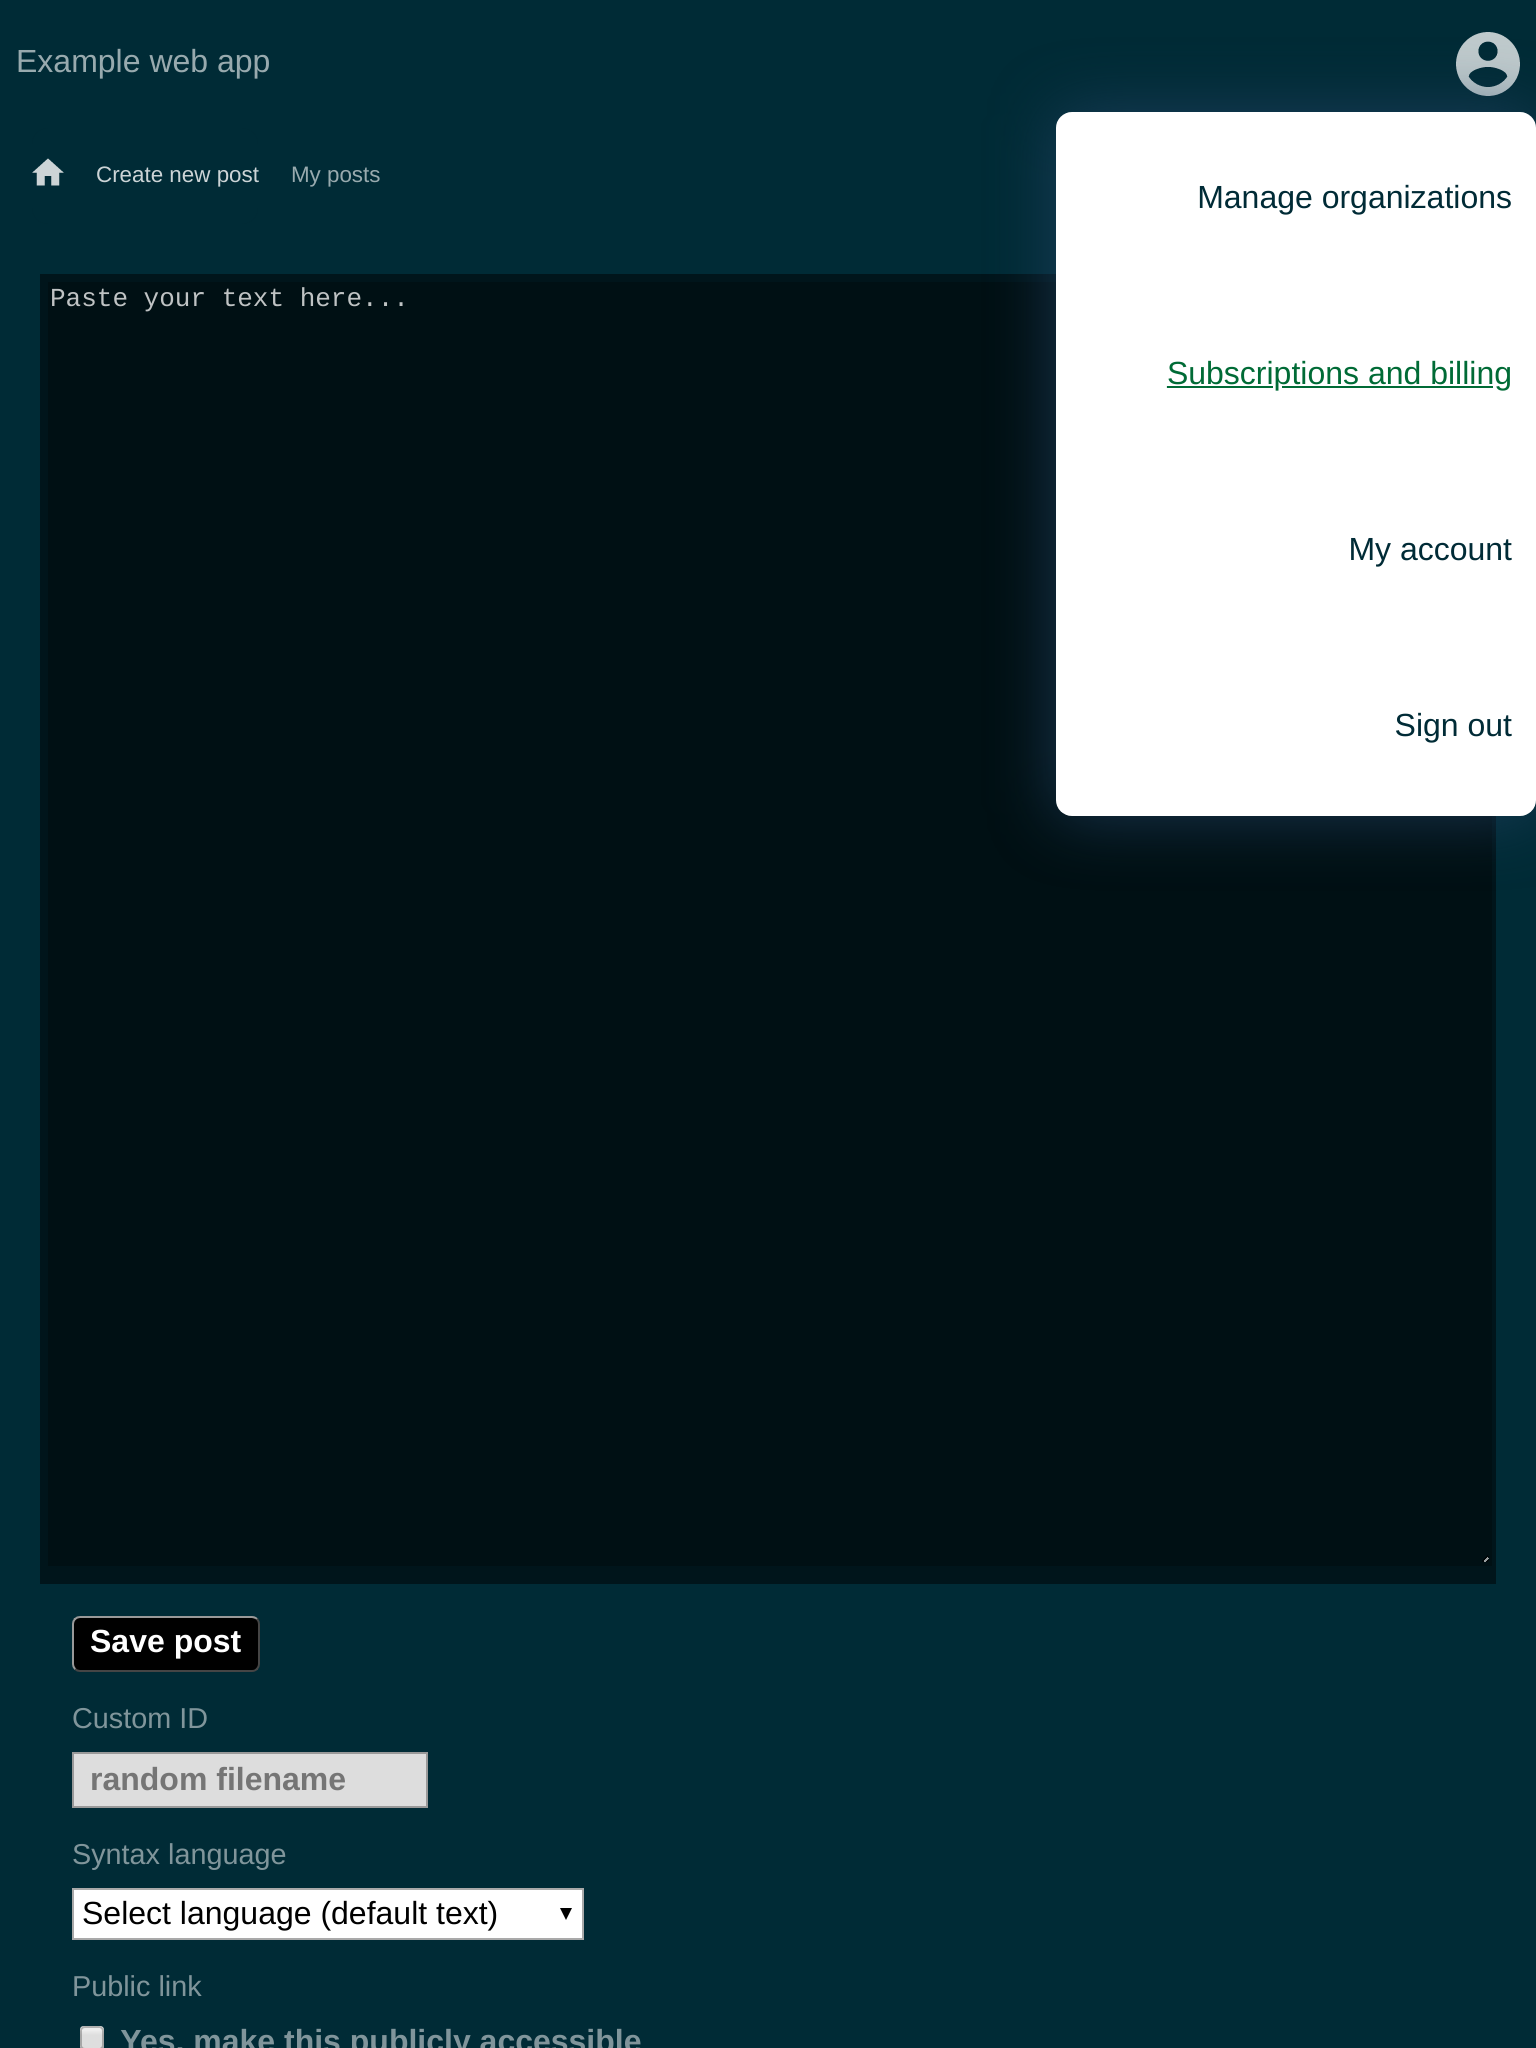 Example web app
Create new post
My posts
Manage organizations
Subscriptions and billing
My account
Sign out
Paste your text here...
Save post
Custom ID
random filename
Syntax language
Select language (default text)
Public link
Yes, make this publicly accessible